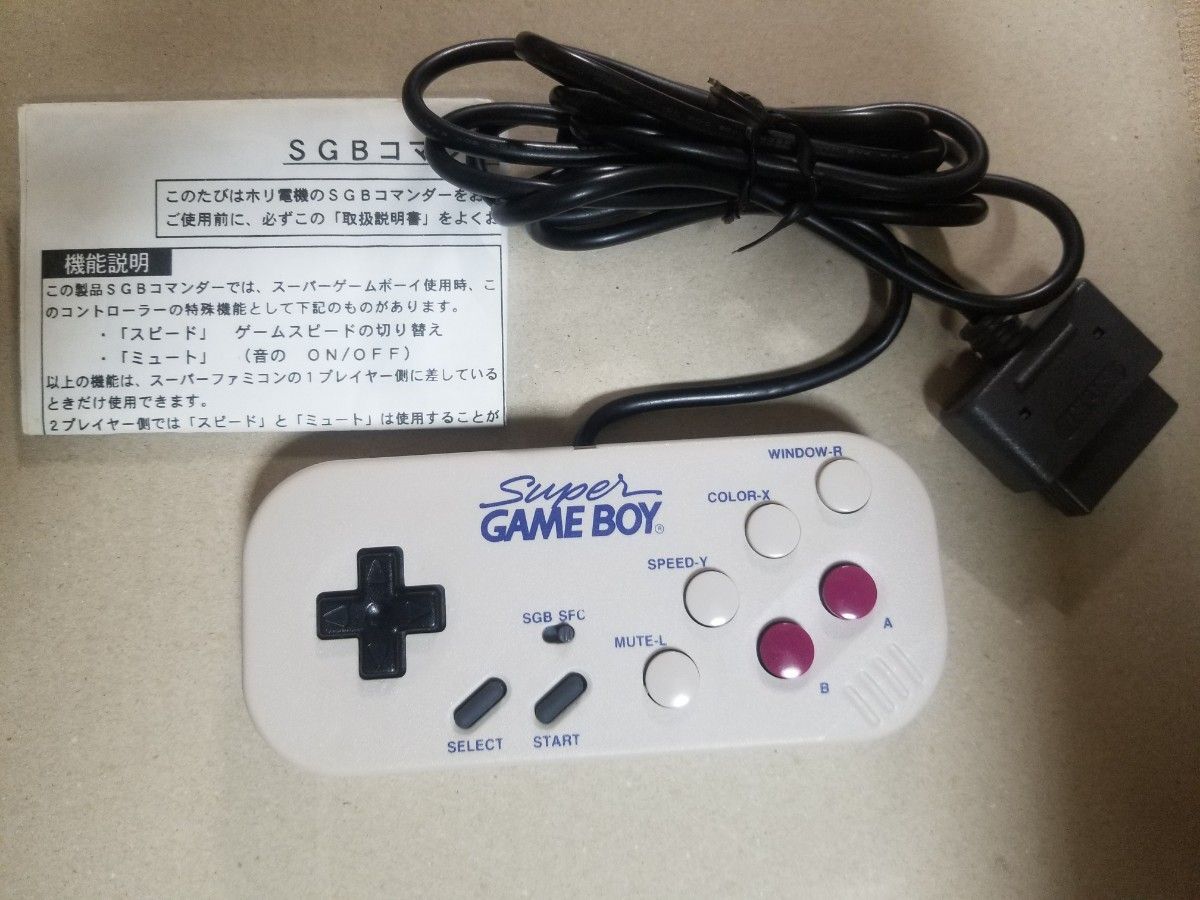 SGBコマン
このたびはホリ電機のSGBコマンダーをお
ご使用前に、必ずこの「取扱説明書」をよくお
機能説明
この製品SGBコマンダーでは、スーパーゲームボーイ使用時、こ
のコントローラーの特殊機能として下記のものがあります。
・「スピード」 ゲームスピードの切り替え
・「ミュート」 (音の ON/OFF)
以上の機能は、スーパーファミコンの1プレイヤー側に差している
ときだけ使用できます。
2プレイヤー側では「スピード」と「ミュート」は使用することが
Super
GAME BOY®
WINDOW-R
COLOR-X
SPEED-Y
MUTE-L
SGB SFC
A
B
SELECT
START